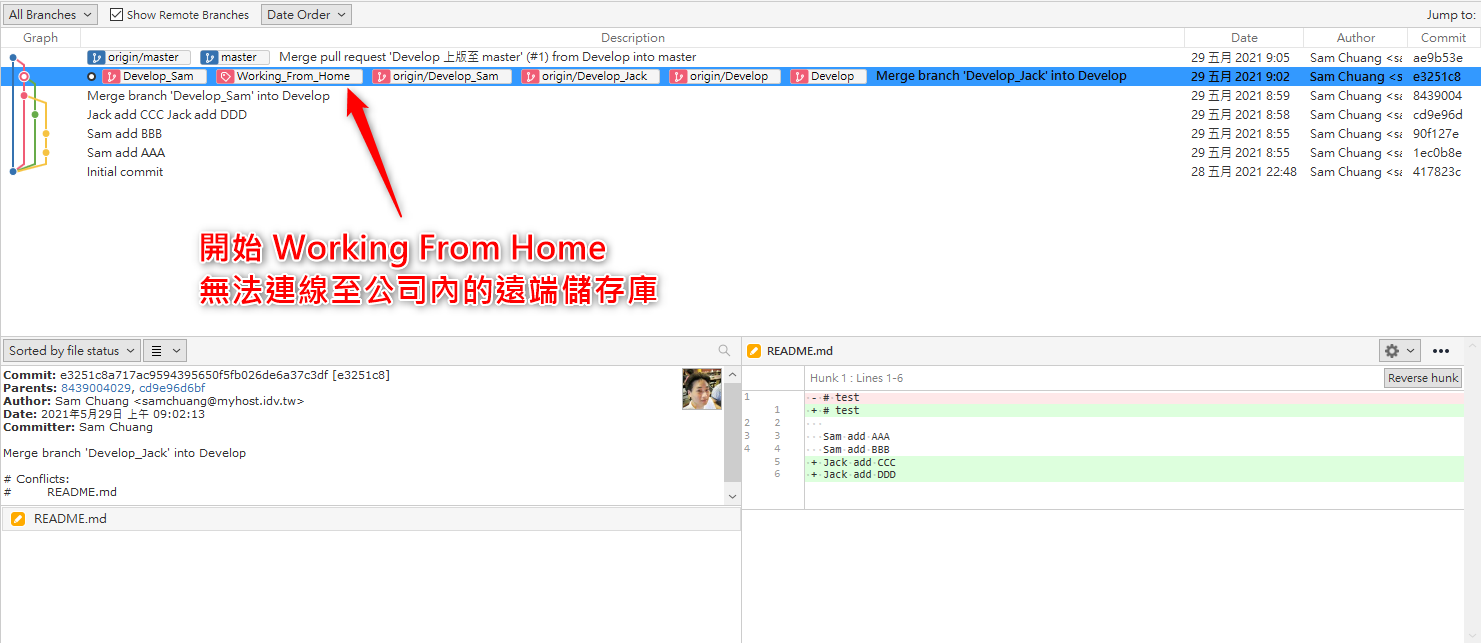 All Branches Show Remote Branches Date Order Jump to:
Graph Description Date Author Commit
origin/master master Merge pull request 'Develop 上版至 master' (#1) from Develop into master 29 五月 2021 9:05 Sam Chuang <sa ae9b53e
Develop_Sam Working_From_Home origin/Develop_Sam origin/Develop_Jack origin/Develop Develop Merge branch 'Develop_Jack' into Develop 29 五月 2021 9:02 Sam Chuang <s e3251c8
Merge branch 'Develop_Sam' into Develop 29 五月 2021 8:59 Sam Chuang <sa 8439004
Jack add CCC Jack add DDD 29 五月 2021 8:58 Sam Chuang <sa cd9e96d
Sam add BBB 29 五月 2021 8:55 Sam Chuang <sa 90f127e
Sam add AAA 29 五月 2021 8:55 Sam Chuang <sa 1ec0b8e
Initial commit 28 五月 2021 22:48 Sam Chuang <sa 417823c
開始 Working From Home
無法連線至公司內的遠端儲存庫
Sorted by file status
Commit: e3251c8a717ac9594395650f5fb026de6a37c3df [e3251c8]
Parents: 8439004029, cd9e96d6bf
Author: Sam Chuang <samchuang@myhost.idv.tw>
Date: 2021年5月29日 上午 09:02:13
Committer: Sam Chuang
Merge branch 'Develop_Jack' into Develop
# Conflicts:
# README.md
README.md
README.md
Hunk 1 : Lines 1-6 Reverse hunk
1 - # test
1 + # test
2 2
3 3 Sam add AAA
4 4 Sam add BBB
5 + Jack add CCC
6 + Jack add DDD